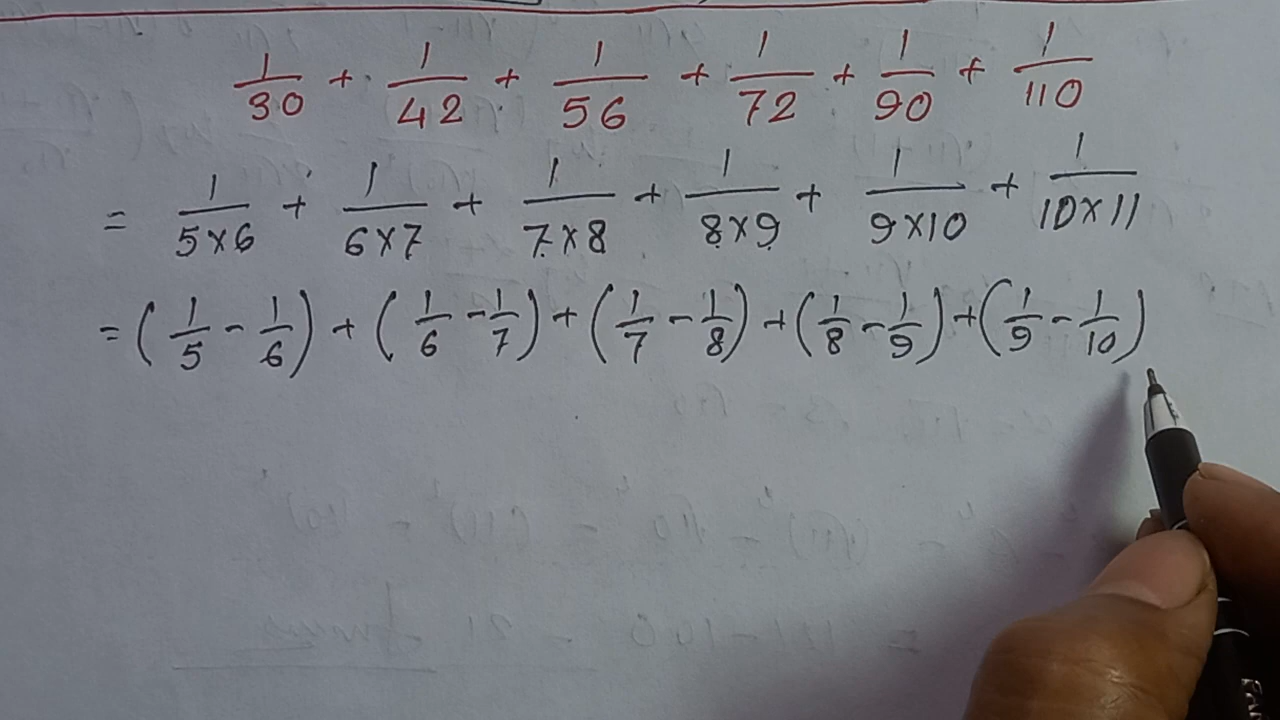 1/30 + 1/42 + 1/56 + 1/72 + 1/90 + 1/110
= 1/5×6 + 1/6×7 + 1/7×8 + 1/8×9 + 1/9×10 + 1/10×11
= (1/5 - 1/6) + (1/6 - 1/7) + (1/7 - 1/8) + (1/8 - 1/9) + (1/9 - 1/10)